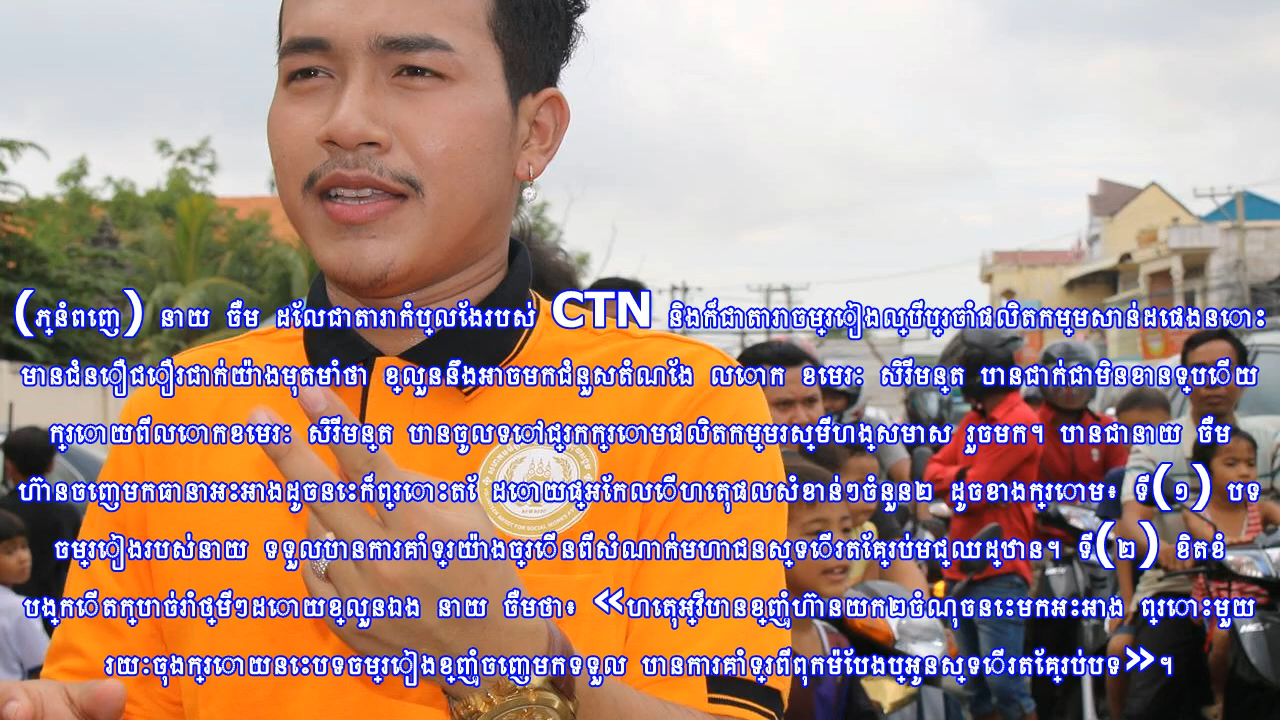 (ភ្នំពេញ) នាយ ចឺម ដែលជាតារាកំប្លែងរបស់ CTN និងក៏ជាតារាចម្រៀងល្បីប្រចាំផលិតកម្មសាន់ដេផងនោះ
មានជំនឿជឿរជាក់យ៉ាងមុតមាំថា ខ្លួននឹងអាចមកជំនួសតំណែង លោក ខេមរៈ សិរីមន្ត បានជាក់ជាមិនខានទ្បើយ
ក្រោយពីលោកខេមរៈ សិរីមន្ត បានចូលទៅជ្រកក្រោមផលិតកម្មរស្មីហង្សមាស រួចមក។ បានជានាយ ចឺម
ហ៊ានចេញមកធានាអះអាងដូចនេះក៏ព្រោះតែ ដោយផ្អែកលើហេតុផលសំខាន់ៗចំនួន២ ដូចខាងក្រោម៖ ទី(១) បទ
ចម្រៀងរបស់នាយ ទទួលបានការគាំទ្រយ៉ាងច្រើនពីសំណាក់មហាជនស្ទើរតែគ្រប់មជ្ឈដ្ឋាន។ ទី(២) ខិតខំ
បង្កើតក្បាច់រាំថ្មីៗដោយខ្លួនឯង នាយ ចឺមថា៖ «ហេតុអ្វីបានខ្ញុំហ៊ានយក២ចំណុចនេះមកអះអាង ព្រោះមួយ
រយៈចុងក្រោយនេះបទចម្រៀងខ្ញុំចេញមកទទួល បានការគាំទ្រពីពុកម៉ែបងប្អូនស្ទើរតែគ្រប់បទ»។